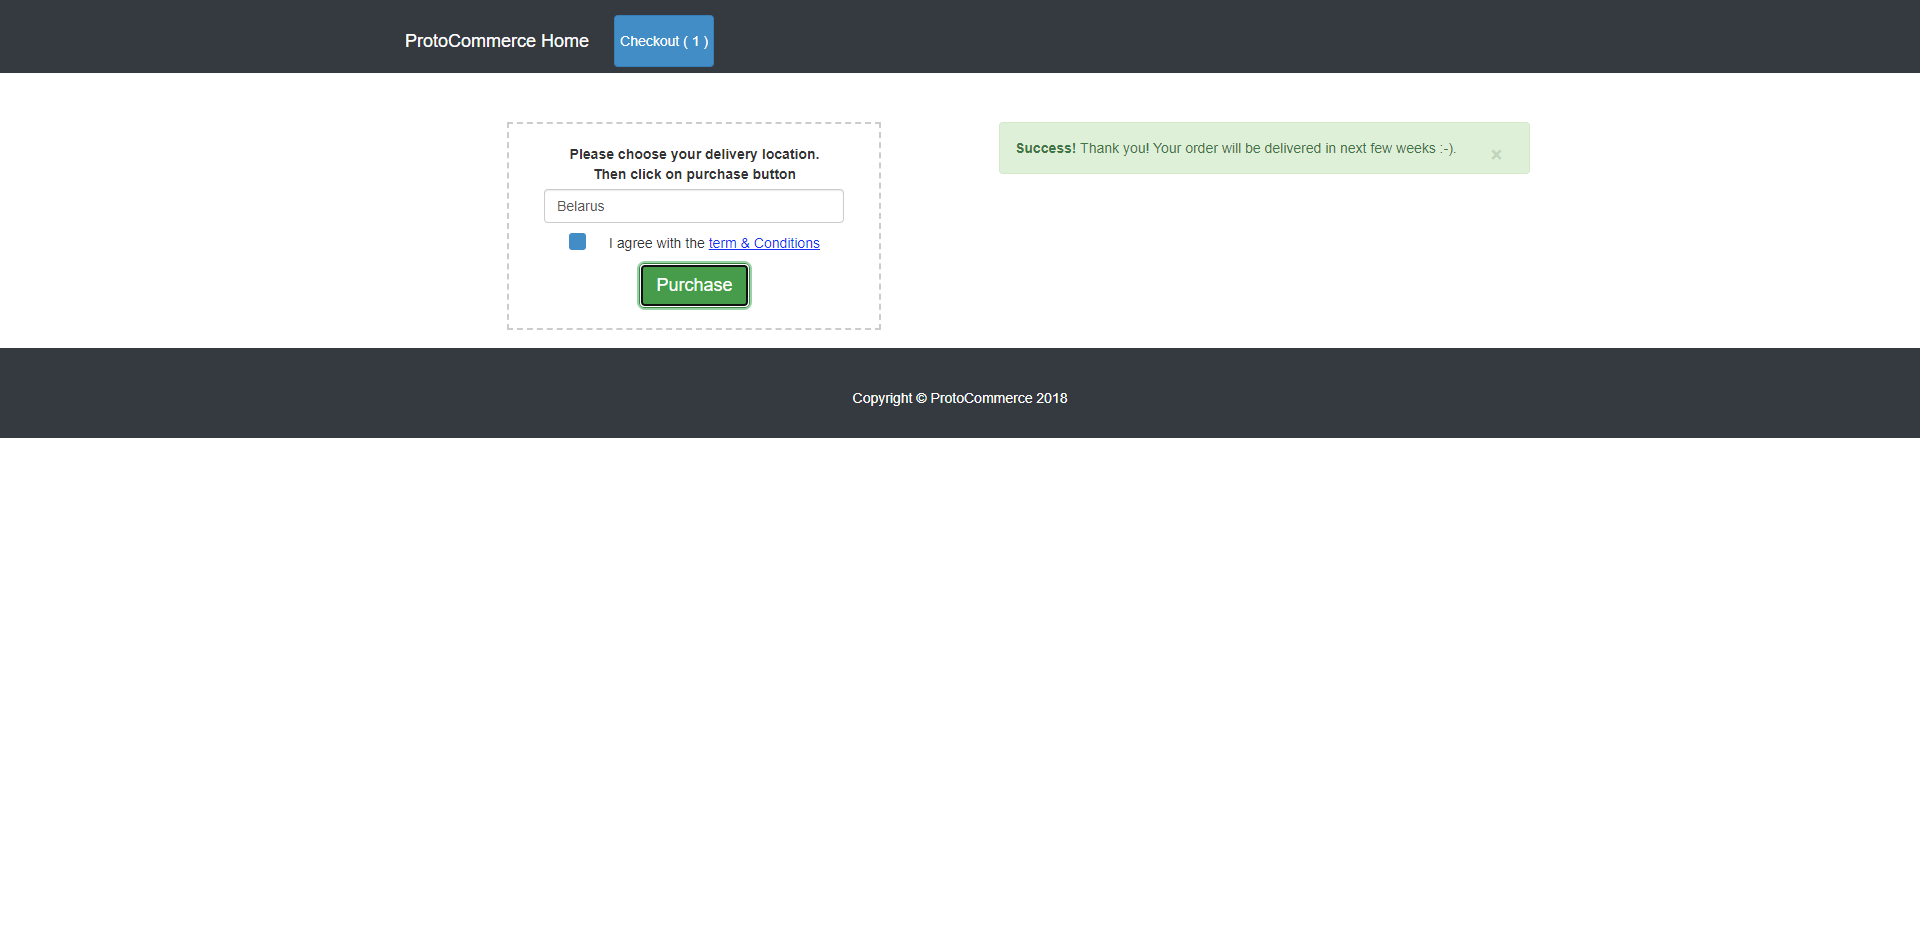 ProtoCommerce Home
Checkout ( 1 )
Please choose your delivery location.
Then click on purchase button
Belarus
I agree with the term & Conditions
Purchase
Success! Thank you! Your order will be delivered in next few weeks :-).
×
Copyright © ProtoCommerce 2018